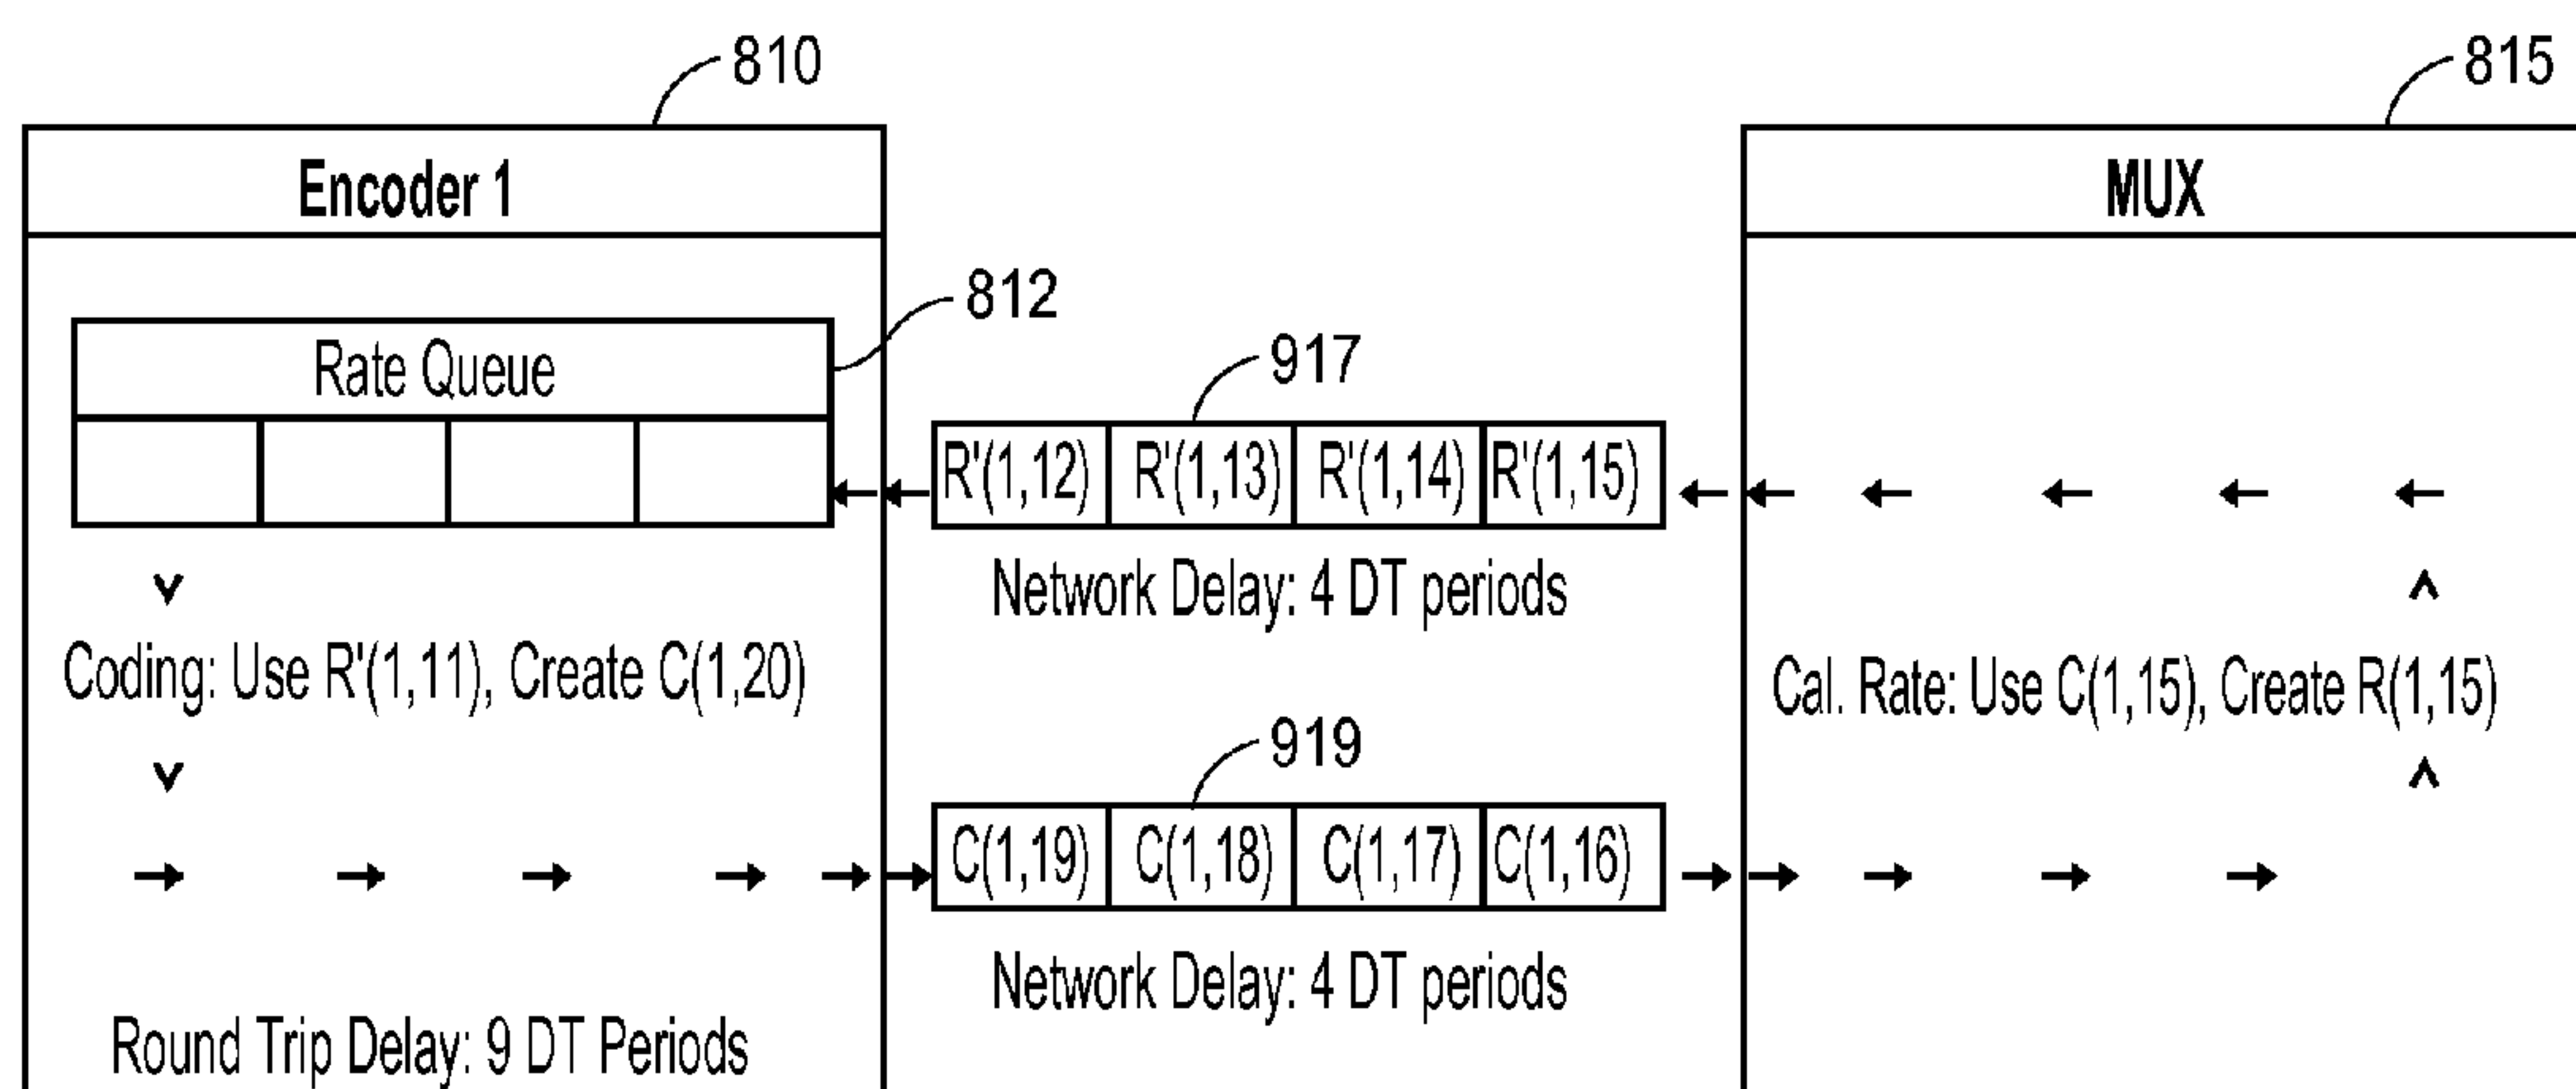 810
815
Encoder 1
MUX
812
Rate Queue
917
R'(1,12) R'(1,13) R'(1,14) R'(1,15)
Network Delay: 4 DT periods
Coding: Use R'(1,11), Create C(1,20)
Cal. Rate: Use C(1,15), Create R(1,15)
919
C(1,19) C(1,18) C(1,17) C(1,16)
Network Delay: 4 DT periods
Round Trip Delay: 9 DT Periods